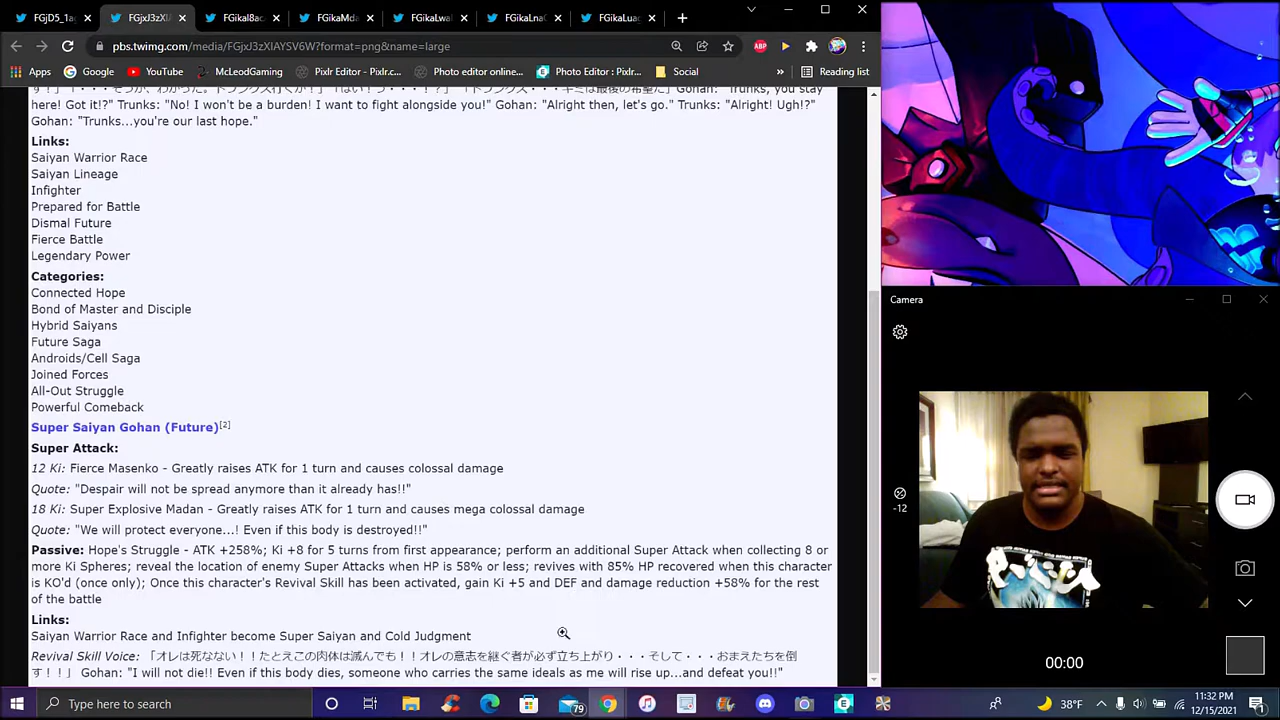 FGjD5_1ag
FGjxJ3zXIA
FGikal8ac
FGikaMda
FGikaLwal
FGikaLna
FGikaLuac
pbs.twimg.com/media/FGjxJ3zXIAYSV6W?format=png&name=large
ABP
Apps Google YouTube McLeodGaming Pixlr Editor - Pixlr.c... Photo online editor... Photo Editor : Pixlr... Social » Reading list
here! Got it?" Trunks: "No! I won't be a burden! I want to fight alongside you!" Gohan: "Alright then, let's go." Trunks: "Alright! Ugh!?"
Gohan: "Trunks...you're our last hope."
Links:
Saiyan Warrior Race
Saiyan Lineage
Infighter
Prepared for Battle
Dismal Future
Fierce Battle
Legendary Power
Categories:
Connected Hope
Bond of Master and Disciple
Hybrid Saiyans
Future Saga
Androids/Cell Saga
Joined Forces
All-Out Struggle
Powerful Comeback
Super Saiyan Gohan (Future)[2]
Super Attack:
12 Ki: Fierce Masenko - Greatly raises ATK for 1 turn and causes colossal damage
Quote: "Despair will not be spread anymore than it already has!!"
18 Ki: Super Explosive Madan - Greatly raises ATK for 1 turn and causes mega colossal damage
Quote: "We will protect everyone...! Even if this body is destroyed!!"
Passive: Hope's Struggle - ATK +258%; Ki +8 for 5 turns from first appearance; perform an additional Super Attack when collecting 8 or
more Ki Spheres; reveal the location of enemy Super Attacks when HP is 58% or less; revives with 85% HP recovered when this character
is KO'd (once only); Once this character's Revival Skill has been activated, gain Ki +5 and DEF and damage reduction +58% for the rest
of the battle
Links:
Saiyan Warrior Race and Infighter become Super Saiyan and Cold Judgment
Revival Skill Voice: 「オレは死なない！！たとえこの肉体は滅んでも！！オレの意志を継ぐ者が必ず立ち上がり・・・そして・・・おまえたちを倒
す！！」 Gohan: "I will not die!! Even if this body dies, someone who carries the same ideals as me will rise up...and defeat you!!"
Camera
-12
00:00
Type here to search
79
38°F
11:32 PM
12/15/2021